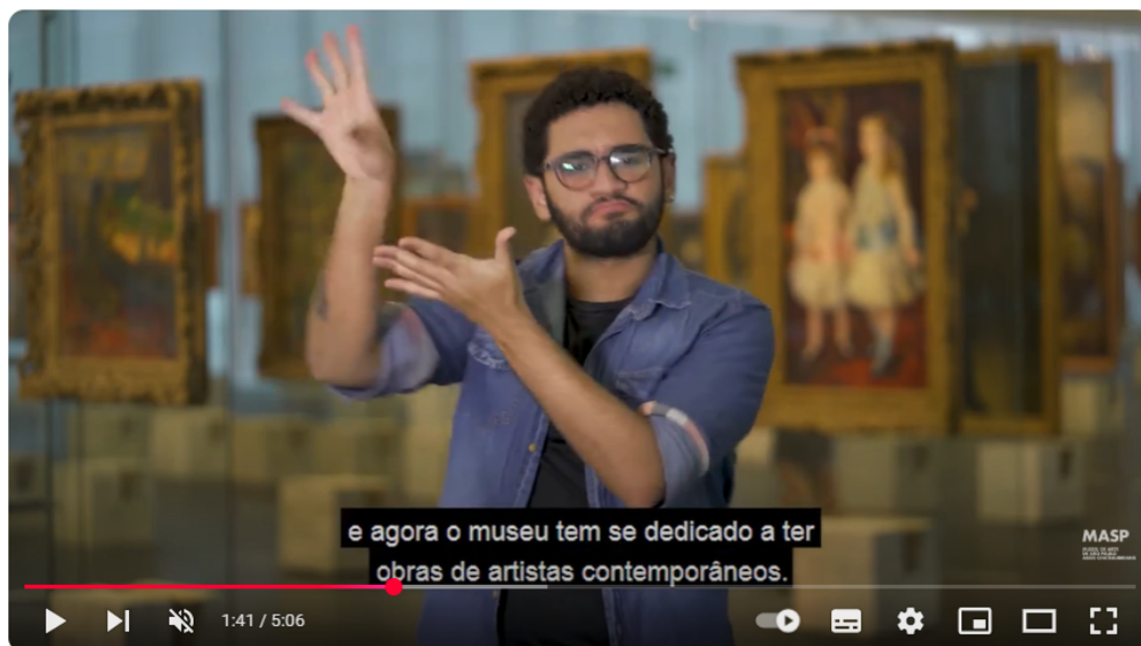 e agora o museu tem se dedicado a ter
obras de artistas contemporâneos.
MASP
1:41 / 5:06